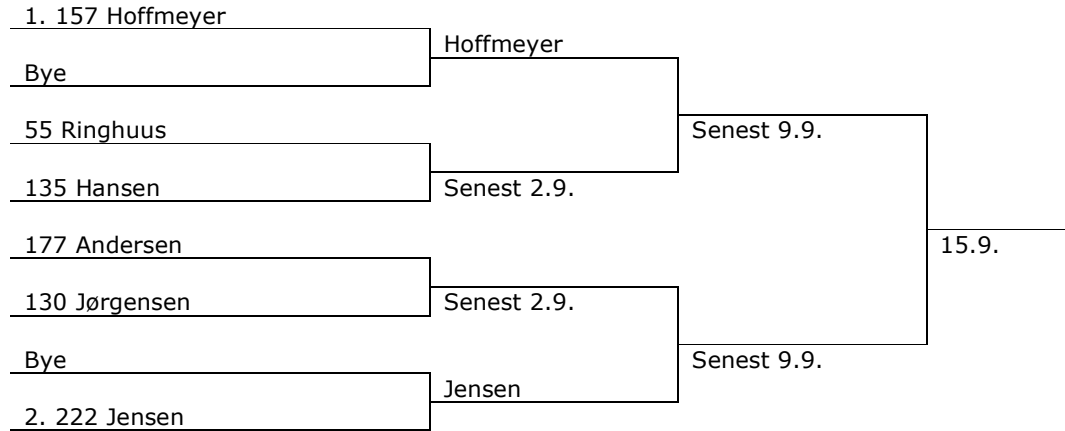 1. 157 Hoffmeyer
Hoffmeyer
Bye
55 Ringhuus
Senest 9.9.
135 Hansen
Senest 2.9.
177 Andersen
15.9.
130 Jørgensen
Senest 2.9.
Bye
Senest 9.9.
Jensen
2. 222 Jensen